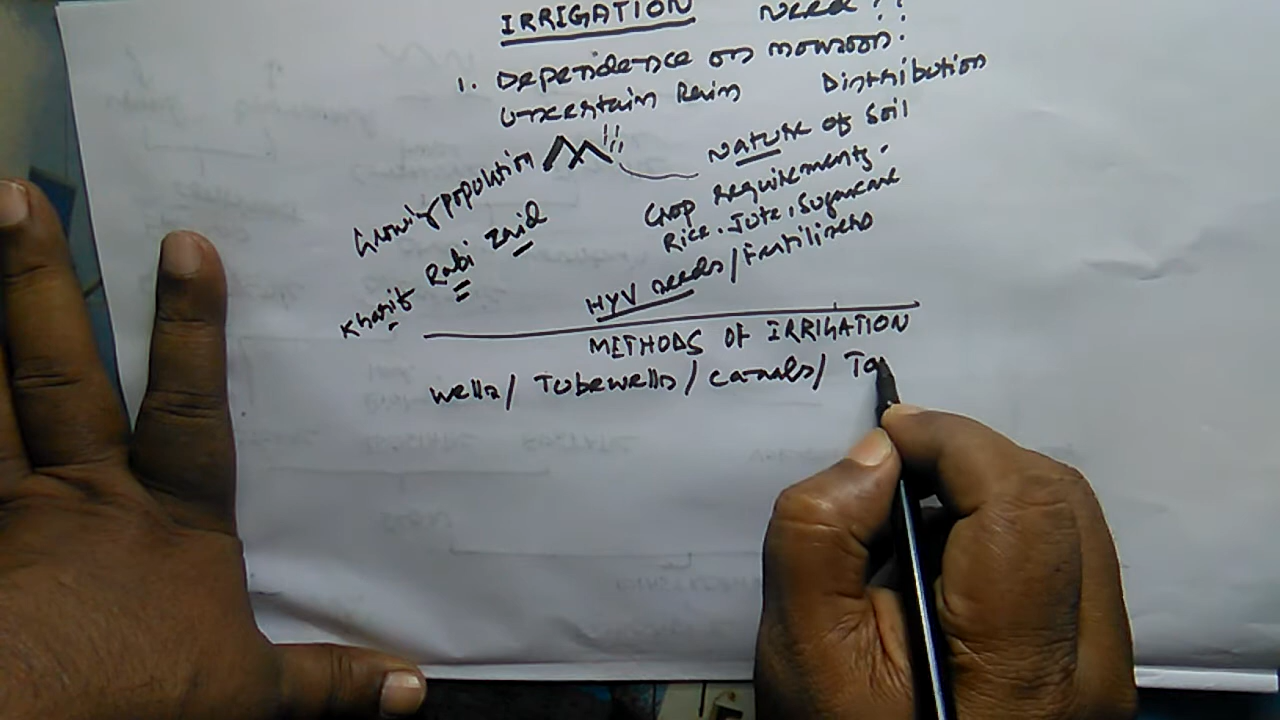 IRRIGATION Need??
1. Dependence on monsoon.
Uncertain Rain Distribution
Growing population
Nature of Soil
Crop requirements.
Rice, Jute, Sugarcane
Kharif Rabi Zaid
HYV seeds/Fertilizers
METHODS OF IRRIGATION
Wells/ Tubewells/ canals/ Ta